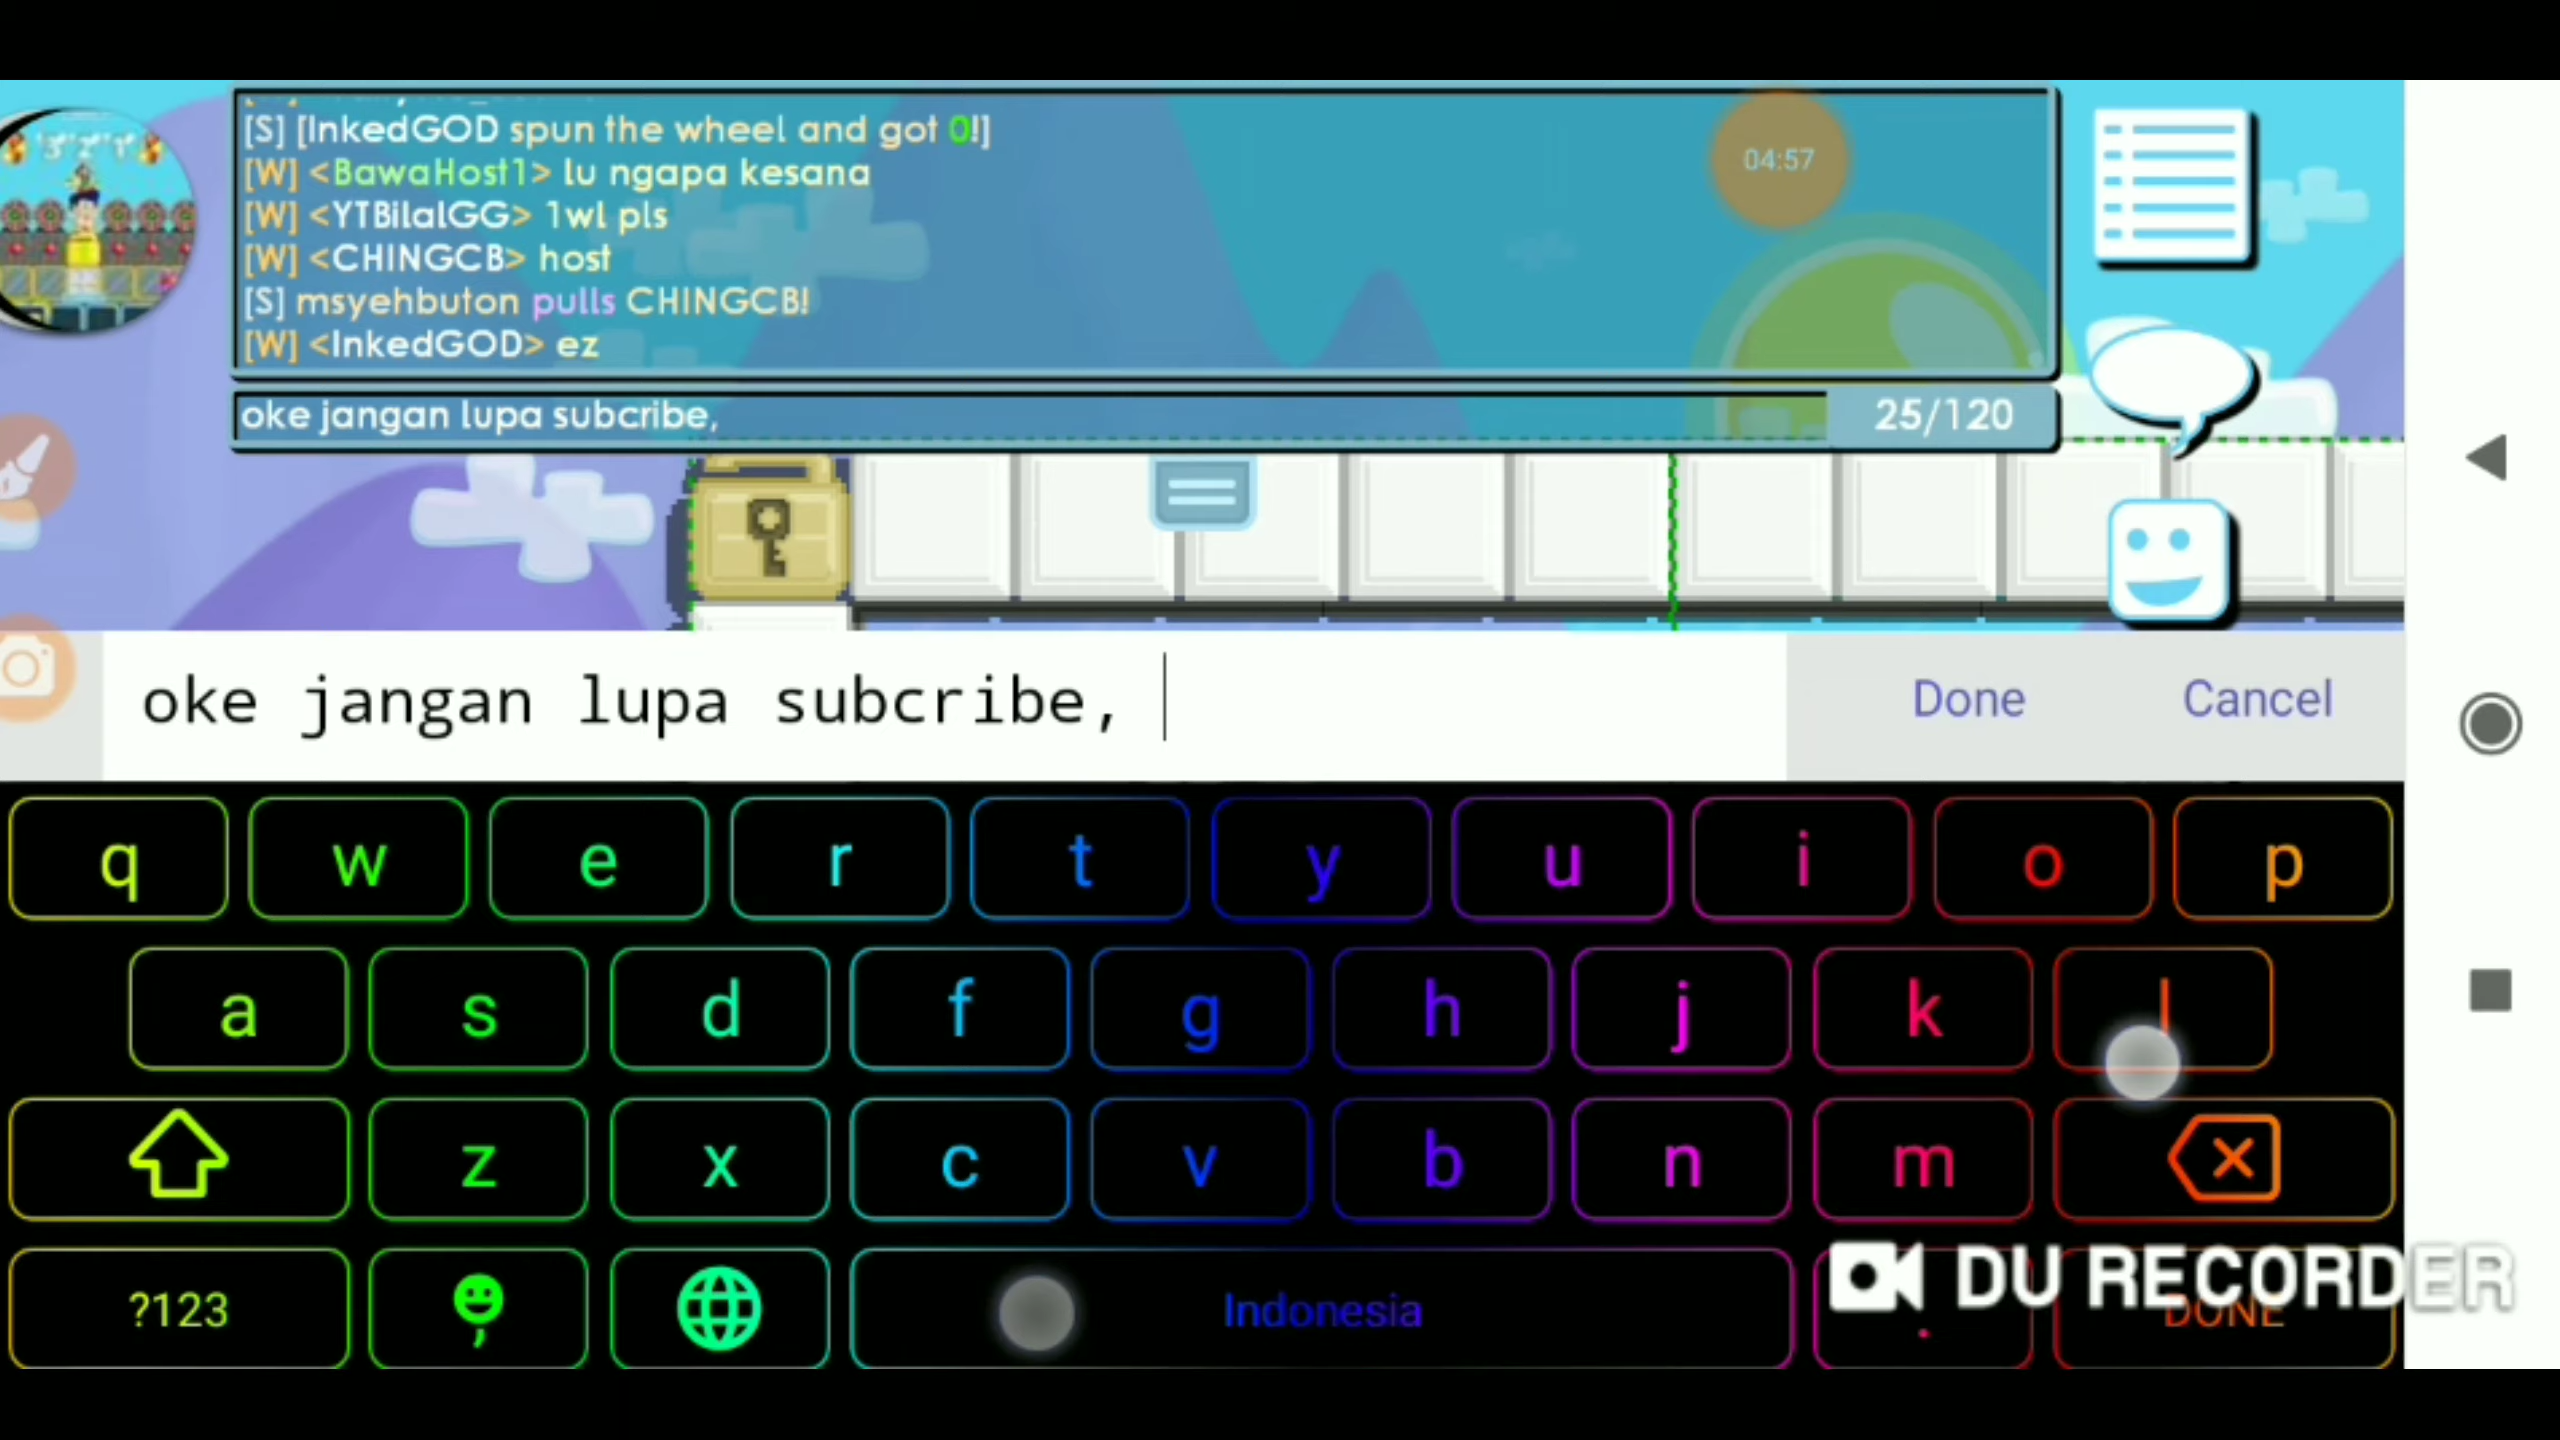 [S] [InkedGOD spun the wheel and got 0!]
[W] <BawaHost1> lu ngapa kesana
[W] <YTBilalGG> 1wl pls
[W] <CHINGCB> host
[S] msyehbuton pulls CHINGCB!
[W] <InkedGOD> ez
04:57
oke jangan lupa subcribe,
25/120
oke jangan lupa subcribe,
Done Cancel
q w e r t y u i o p
a s d f g h j k l
z x c v b n m
?123 , Indonesia . DONE
DU RECORDER